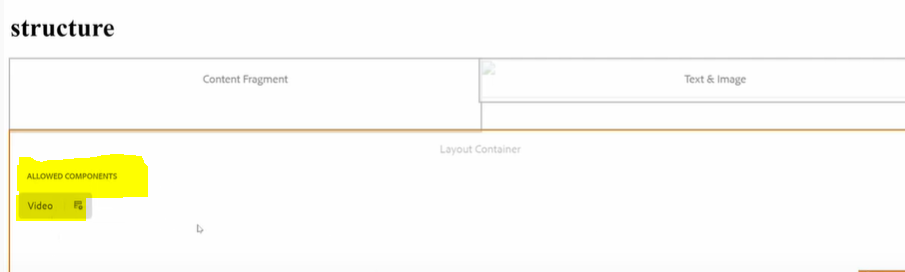 structure
Content Fragment
Text & Image
Layout Container
ALLOWED COMPONENTS
Video